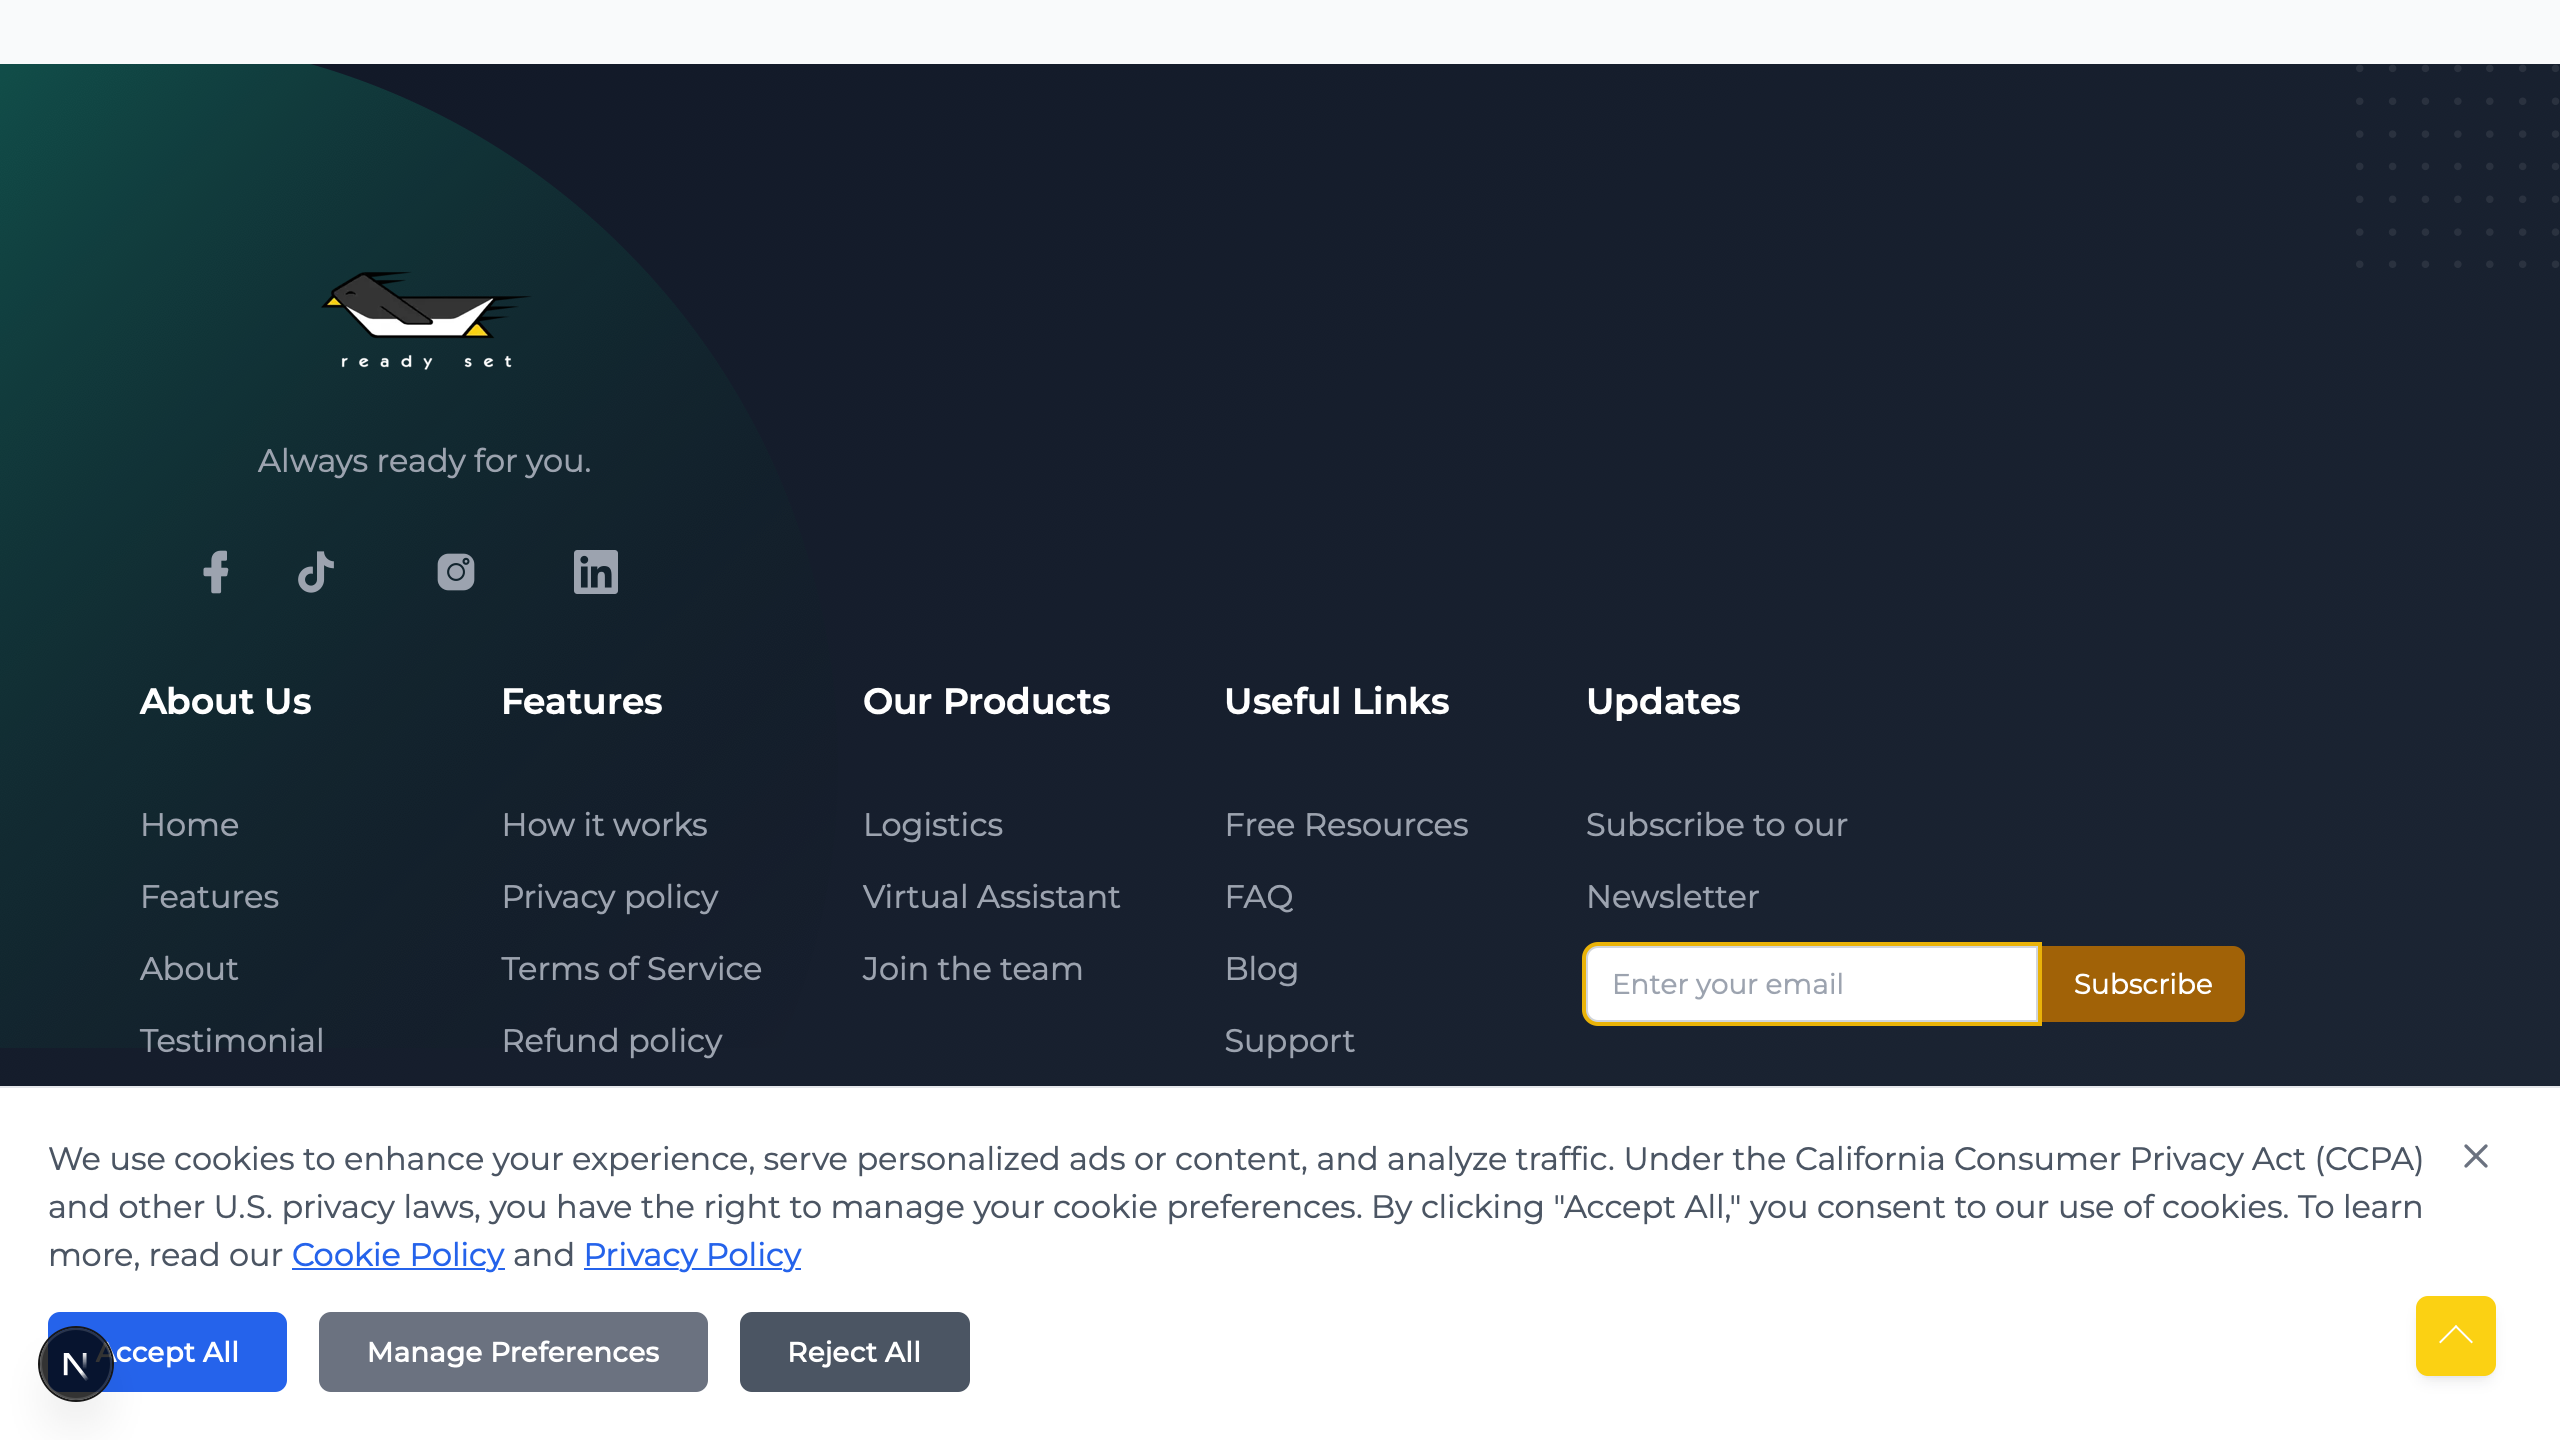 ready set
Always ready for you.
About Us
Home
Features
About
Testimonial
Features
How it works
Privacy policy
Terms of Service
Refund policy
Our Products
Logistics
Virtual Assistant
Join the team
Useful Links
Free Resources
FAQ
Blog
Support
Updates
Subscribe to our
Newsletter
Enter your email
Subscribe
We use cookies to enhance your experience, serve personalized ads or content, and analyze traffic. Under the California Consumer Privacy Act (CCPA)
and other U.S. privacy laws, you have the right to manage your cookie preferences. By clicking "Accept All," you consent to our use of cookies. To learn
more, read our Cookie Policy and Privacy Policy
N
Accept All
Manage Preferences
Reject All